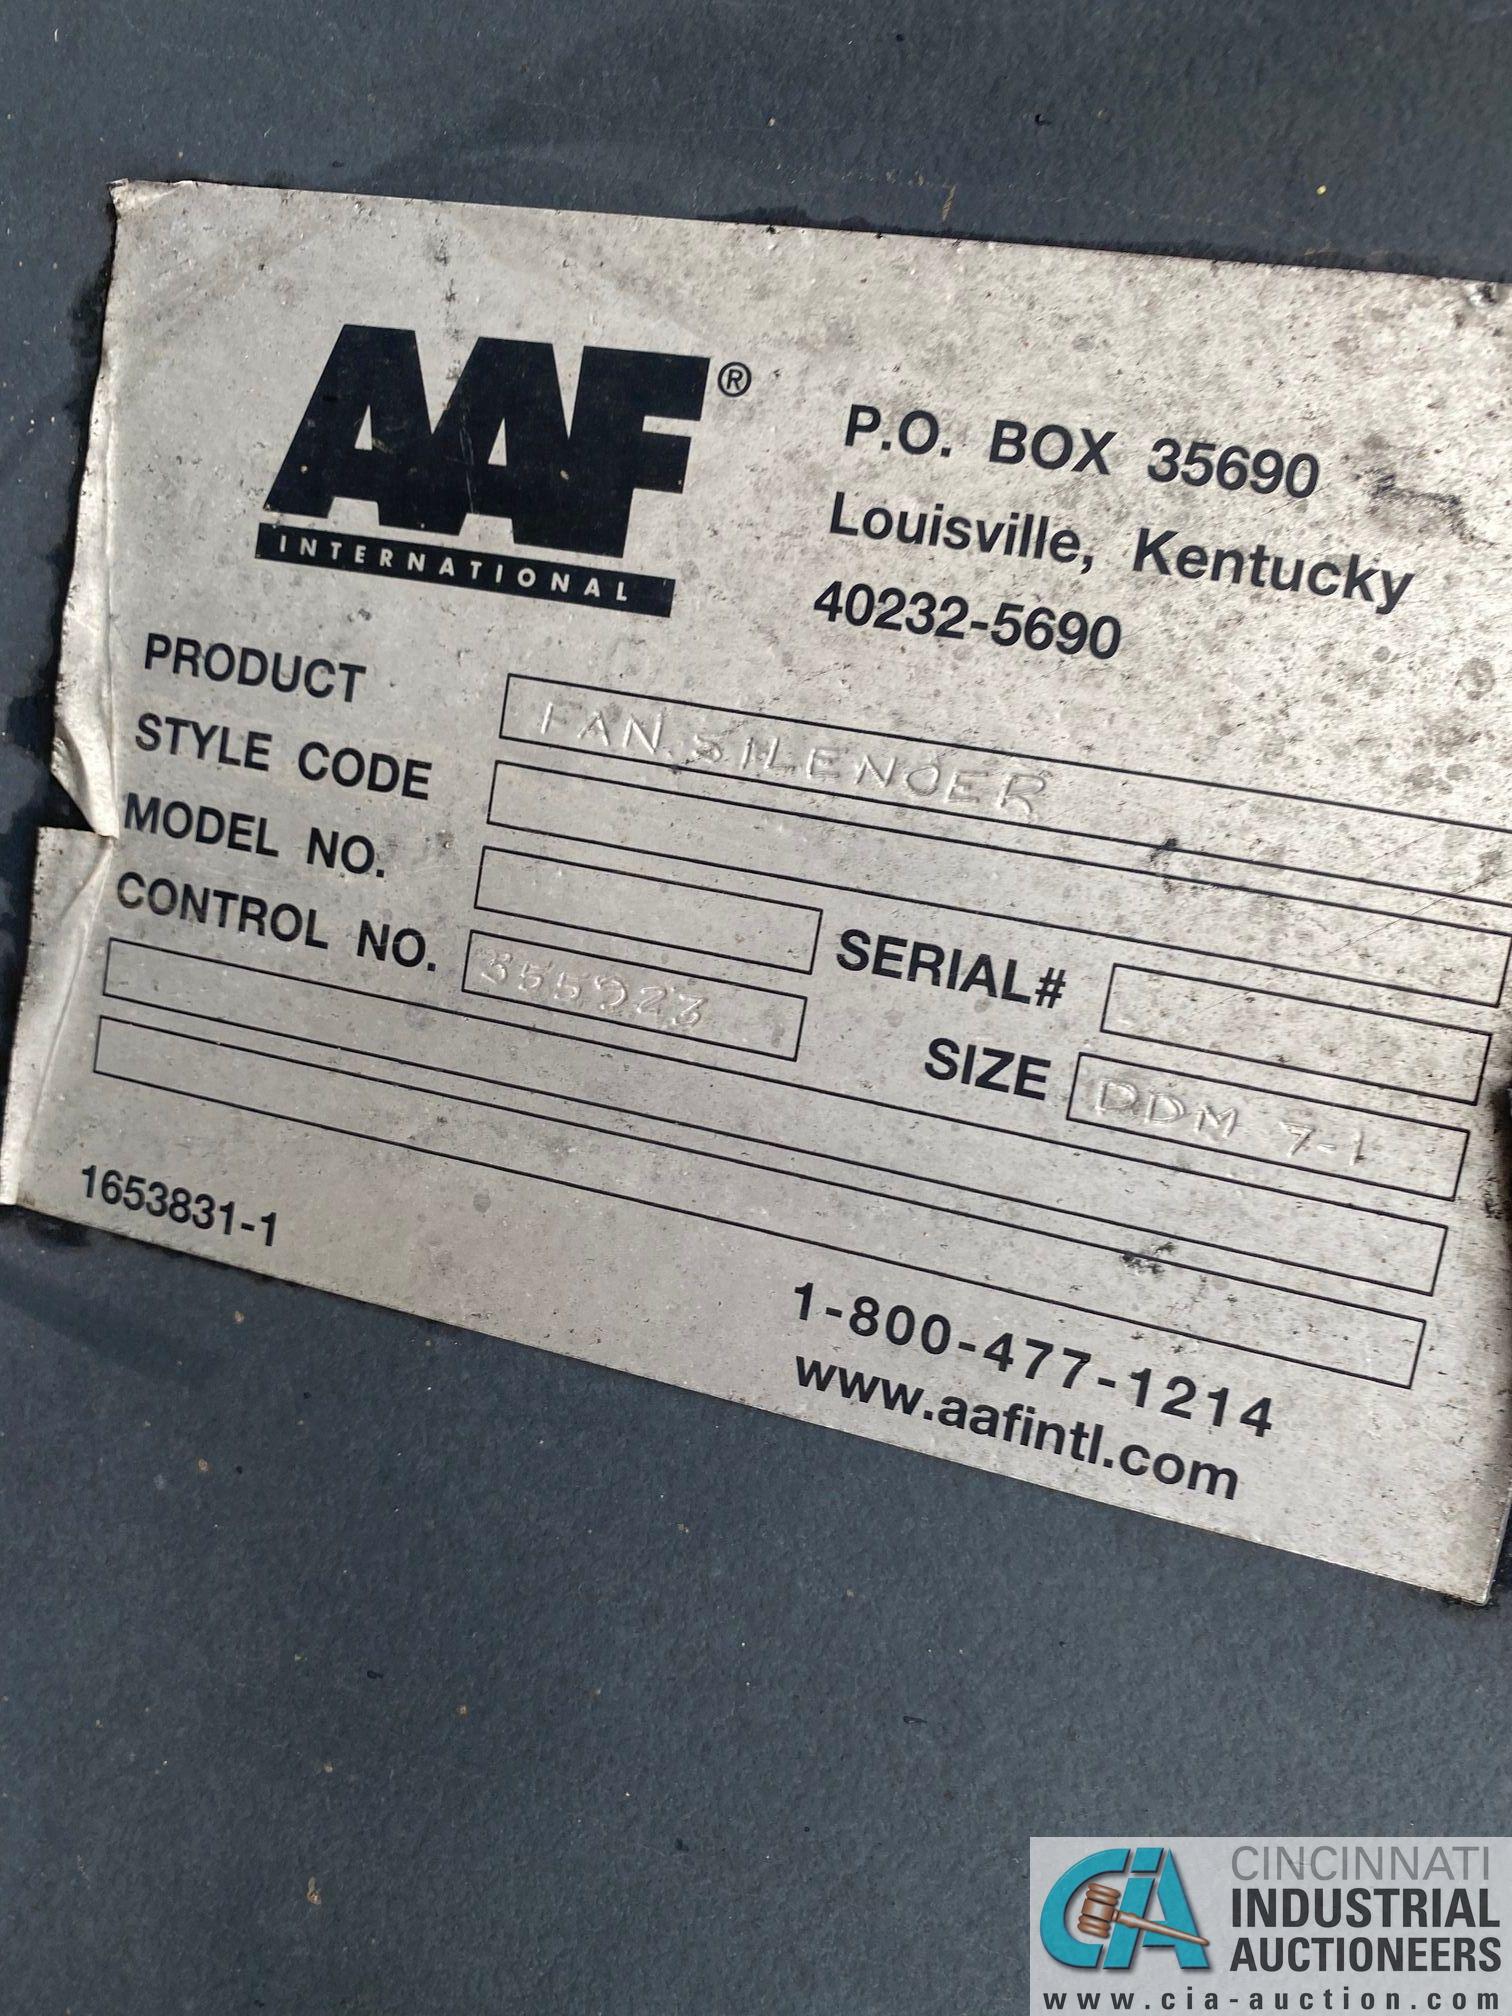 AAF®
INTERNATIONAL
P.O. BOX 35690
Louisville, Kentucky
40232-5690
PRODUCT FAN SILENCER
STYLE CODE
MODEL NO. SERIAL#
CONTROL NO. 355923 SIZE DDM 7-1
1653831-1
1-800-477-1214
www.aafintl.com
CIA
CINCINNATI
INDUSTRIAL
AUCTIONEERS
www.cia-auction.com